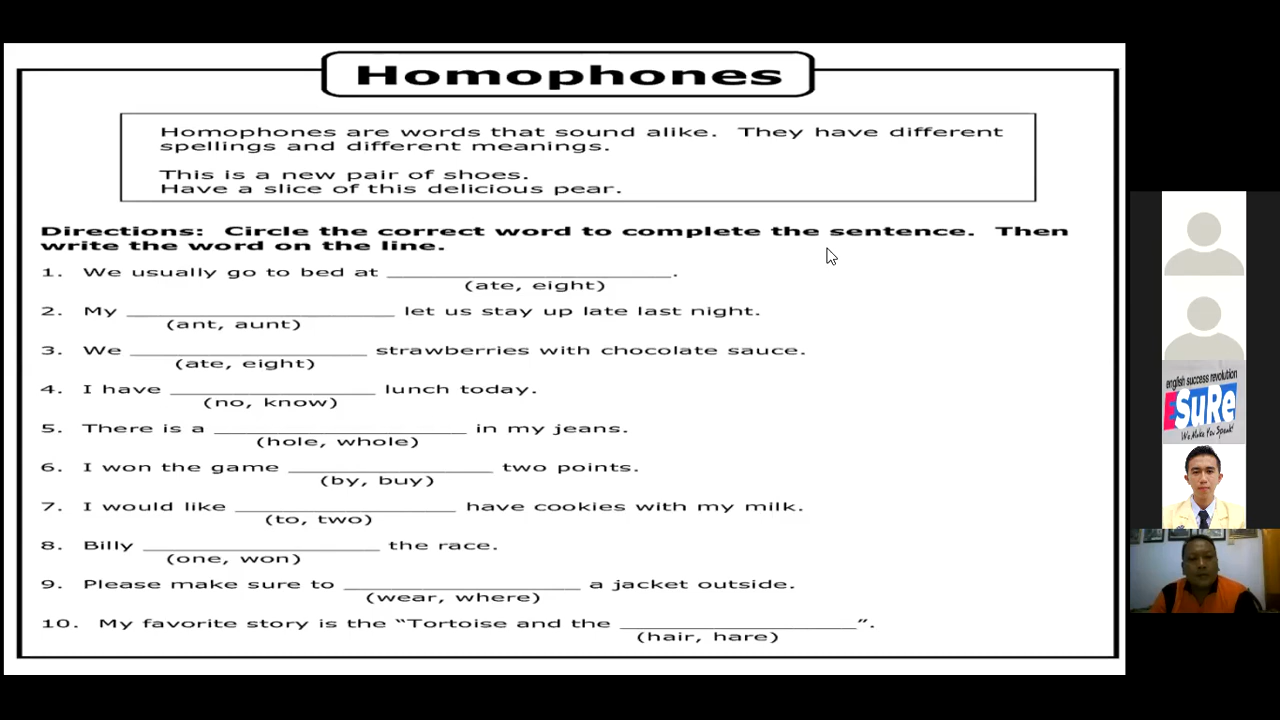 Homophones
Homophones are words that sound alike. They have different
spellings and different meanings.
This is a new pair of shoes.
Have a slice of this delicious pear.
Directions: Circle the correct word to complete the sentence. Then
write the word on the line.
1. We usually go to bed at ______________________.
(ate, eight)
2. My ______________________ let us stay up late last night.
(ant, aunt)
3. We ____________________ strawberries with chocolate sauce.
(ate, eight)
4. I have __________________ lunch today.
(no, know)
5. There is a ______________________ in my jeans.
(hole, whole)
6. I won the game __________________ two points.
(by, buy)
7. I would like ____________________ have cookies with my milk.
(to, two)
8. Billy ____________________ the race.
(one, won)
9. Please make sure to ____________________ a jacket outside.
(wear, where)
10. My favorite story is the “Tortoise and the ____________________”.
(hair, hare)
english success revolution
SuRe
We Make You Speak!